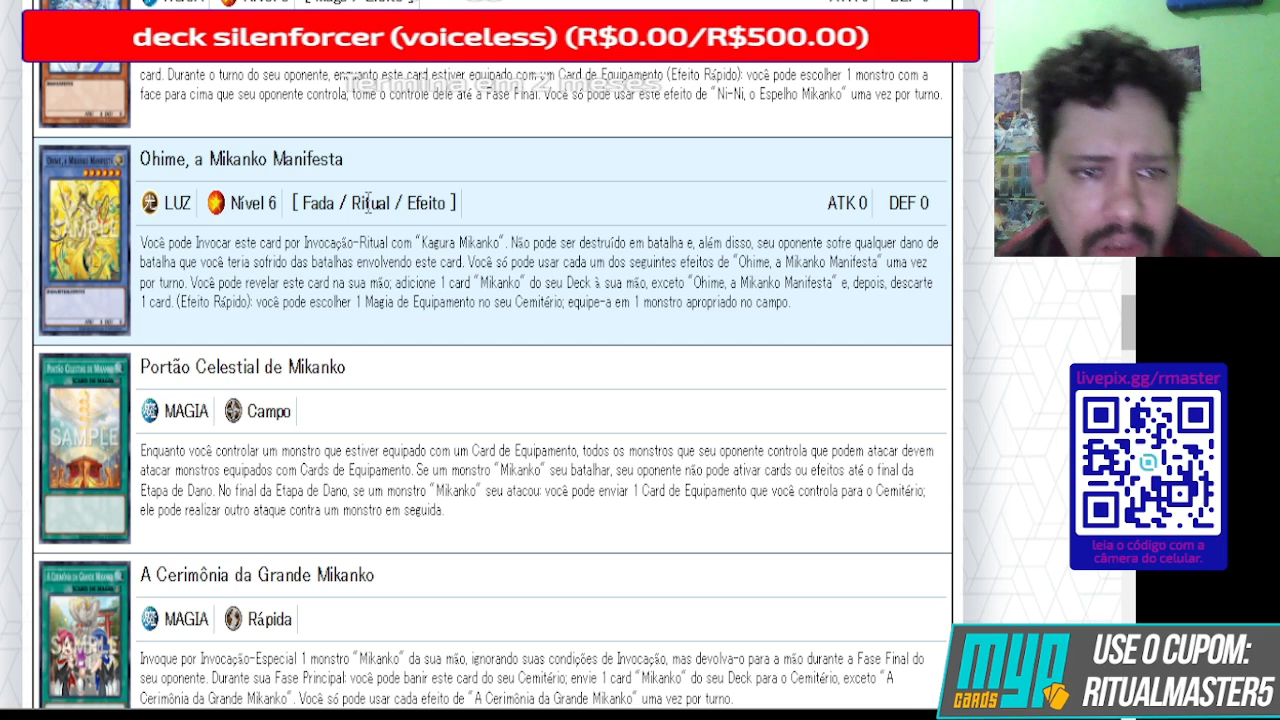 deck silenforcer (voiceless) (R$0.00/R$500.00)
card. Durante o turno do seu oponente, enquanto este card estiver equipad, com um Card de Equipamento (Efeito Rápido): você pode escolher 1 monstro com a
face para cima que seu oponente controla; tome o controle dele até a Fase Final. Você só pode usar este efeito de "Ni-Ni, o Espelho Mikanko" uma vez por turno.
Ohime, a Mikanko Manifesta
LUZ Nível 6 [ Fada / Ritual / Efeito ] ATK 0 DEF 0
Você pode Invocar este card por Invocação-Ritual com "Kagura Mikanko". Não pode ser destruído em batalha e, além disso, seu oponente sofre qualquer dano de
batalha que você teria sofrido das batalhas envolvendo este card. Você só pode usar cada um dos seguintes efeitos de "Ohime, a Mikanko Manifesta" uma vez
por turno. Você pode revelar este card na sua mão; adicione 1 card "Mikanko" do seu Deck à sua mão, exceto "Ohime, a Mikanko Manifesta" e, depois, descarte
1 card. (Efeito Rápido): você pode escolher 1 Magia de Equipamento no seu Cemitério; equipe-a em 1 monstro apropriado no campo.
SAMPLE
Portão Celestial de Mikanko
MAGIA Campo
Enquanto você controlar um monstro que estiver equipado com um Card de Equipamento, todos os monstros que seu oponente controla que podem atacar devem
atacar monstros equipados com Cards de Equipamento. Se um monstro "Mikanko" seu batalhar, seu oponente não pode ativar cards ou efeitos até o final da
Etapa de Dano. No final da Etapa de Dano, se um monstro "Mikanko" seu atacou: você pode enviar 1 Card de Equipamento que você controla para o Cemitério;
ele pode realizar outro ataque contra um monstro em seguida.
SAMPLE
A Cerimônia da Grande Mikanko
MAGIA Rápida
Invoque por Invocação-Especial 1 monstro "Mikanko" da sua mão, ignorando suas condições de Invocação, mas devolva-o para a mão durante a Fase Final do
seu oponente. Durante sua Fase Principal: você pode banir este card do seu Cemitério; envie 1 card "Mikanko" do seu Deck para o Cemitério, exceto "A
Cerimônia da Grande Mikanko". Você só pode usar cada efeito de "A Cerimônia da Grande Mikanko" uma vez por turno.
SAMPLE
livepix.gg/rmaster
leia o código com a
câmera do celular.
MYP
CARDS
USE O CUPOM:
RITUALMASTER5